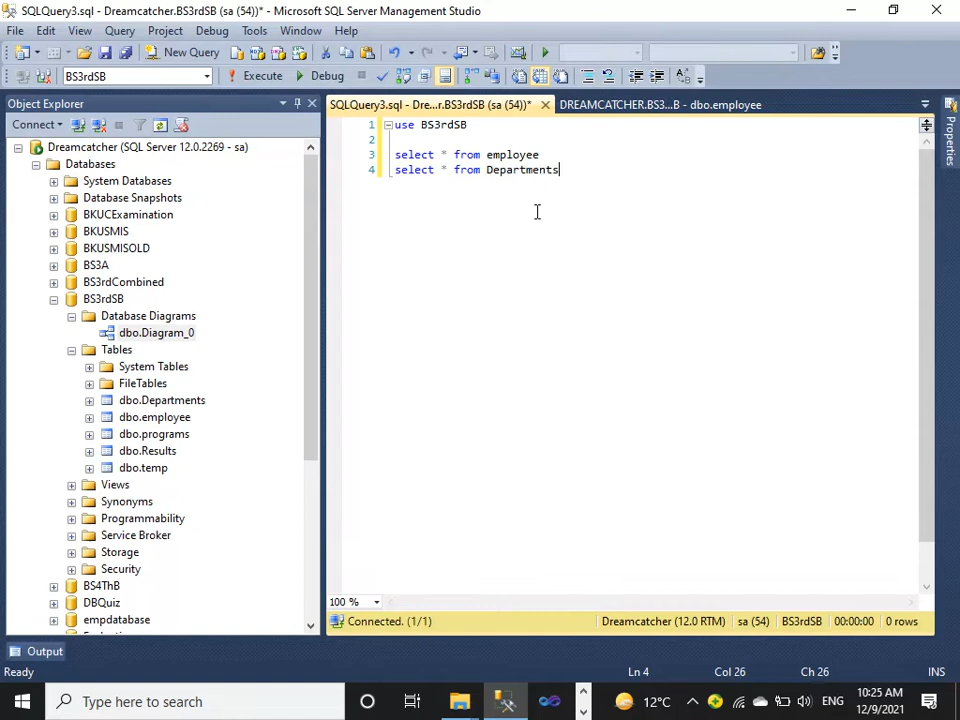 SQLQuery3.sql - Dreamcatcher.BS3rdSB (sa (54))* - Microsoft SQL Server Management Studio
File Edit View Query Project Debug Tools Window Help
New Query
BS3rdSB Execute Debug
Object Explorer
SQLQuery3.sql - Dre...r.BS3rdSB (sa (54))*
DREAMCATCHER.BS3...B - dbo.employee
Connect
Dreamcatcher (SQL Server 12.0.2269 - sa)
Databases
System Databases
Database Snapshots
BKUCExamination
BKUSMIS
BKUSMISOLD
BS3A
BS3rdCombined
BS3rdSB
Database Diagrams
dbo.Diagram_0
Tables
System Tables
FileTables
dbo.Departments
dbo.employee
dbo.programs
dbo.Results
dbo.temp
Views
Synonyms
Programmability
Service Broker
Storage
Security
BS4ThB
DBQuiz
empdatabase
1 use BS3rdSB
2
3 select * from employee
4 select * from Departments
Properties
100 %
Connected. (1/1) Dreamcatcher (12.0 RTM) sa (54) BS3rdSB 00:00:00 0 rows
Output
Ready Ln 4 Col 26 Ch 26 INS
Type here to search
12°C
ENG
10:25 AM
12/9/2021